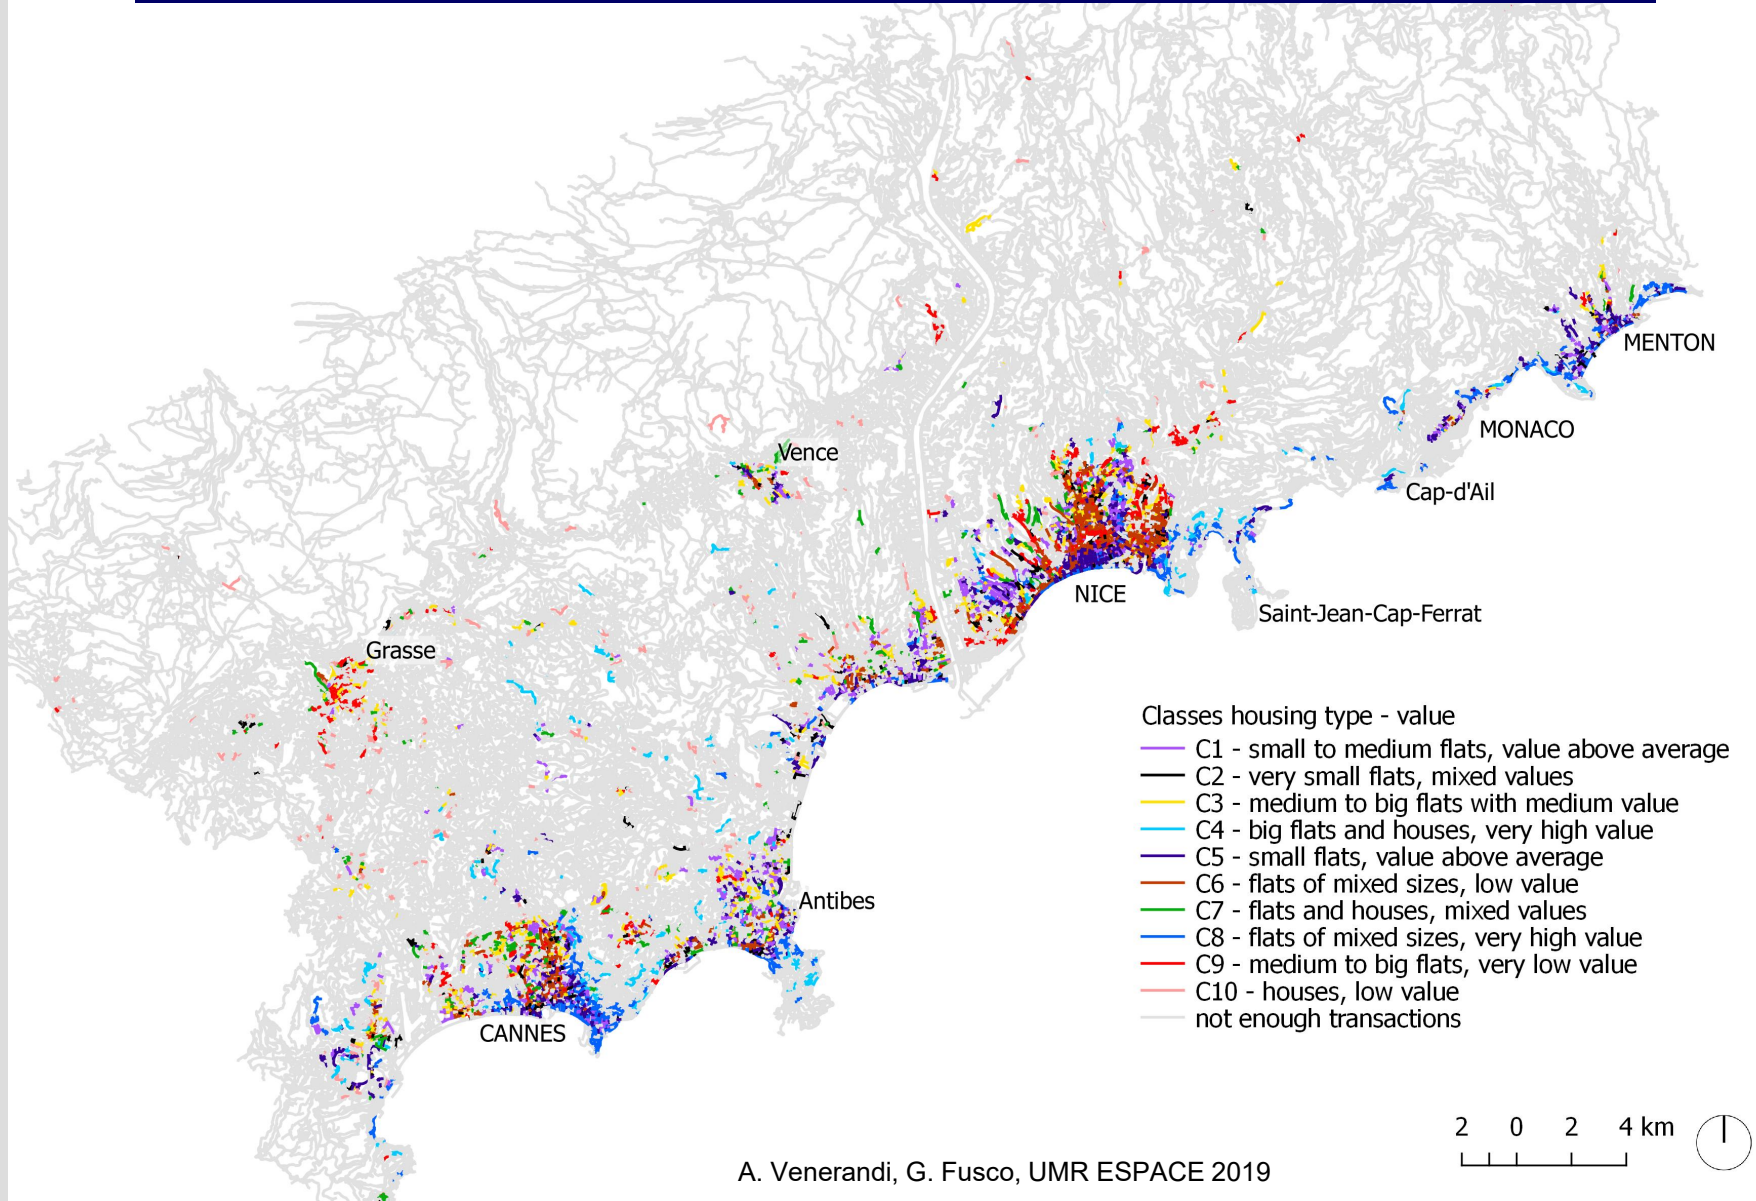 MENTON
MONACO
Vence
Cap-d'Ail
NICE
Saint-Jean-Cap-Ferrat
Grasse
Antibes
CANNES
Classes housing type - value
C1 - small to medium flats, value above average
C2 - very small flats, mixed values
C3 - medium to big flats with medium value
C4 - big flats and houses, very high value
C5 - small flats, value above average
C6 - flats of mixed sizes, low value
C7 - flats and houses, mixed values
C8 - flats of mixed sizes, very high value
C9 - medium to big flats, very low value
C10 - houses, low value
not enough transactions
2 0 2 4 km
A. Venerandi, G. Fusco, UMR ESPACE 2019